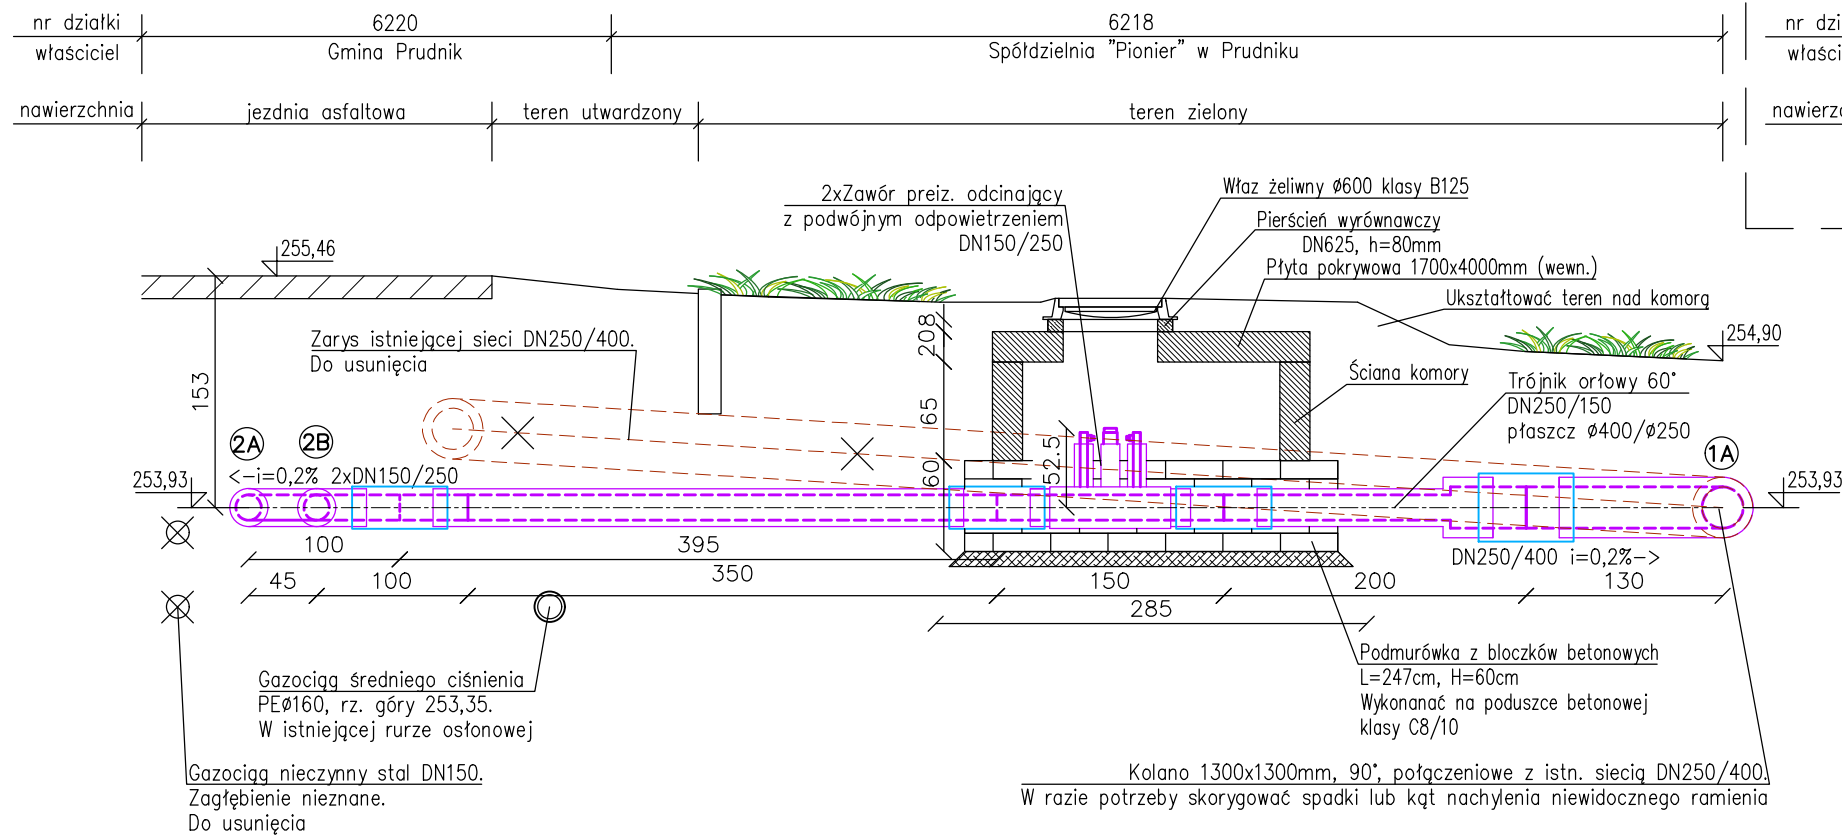 nr działki
6220
6218
nr dzi
właściciel
Gmina Prudnik
Spółdzielnia "Pionier" w Prudniku
właści
nawierzchnia
jezdnia asfaltowa
teren utwardzony
teren zielony
nawierz
2xZawór preiz. odcinający
z podwójnym odpowietrzeniem
DN150/250
Właz żeliwny ø600 klasy B125
Pierścień wyrównawczy
DN625, h=80mm
Płyta pokrywowa 1700x4000mm (wewn.)
Ukształtować teren nad komorą
255,46
254,90
Zarys istniejącej sieci DN250/400.
Do usunięcia
208
153
65
60
52.5
Ściana komory
Trójnik orłowy 60°
DN250/150
płaszcz ø400/ø250
2A
2B
1A
<-i=0,2% 2xDN150/250
253,93
253,93
DN250/400 i=0,2%->
100
395
350
45
100
150
200
130
285
Gazociąg średniego ciśnienia
PEø160, rz. góry 253,35.
W istniejącej rurze osłonowej
Podmurówka z bloczków betonowych
L=247cm, H=60cm
Wykonanać na poduszce betonowej
klasy C8/10
Gazociąg nieczynny stal DN150.
Zagłębienie nieznane.
Do usunięcia
Kolano 1300x1300mm, 90°, połączeniowe z istn. siecią DN250/400.
W razie potrzeby skorygować spadki lub kąt nachylenia niewidocznego ramienia